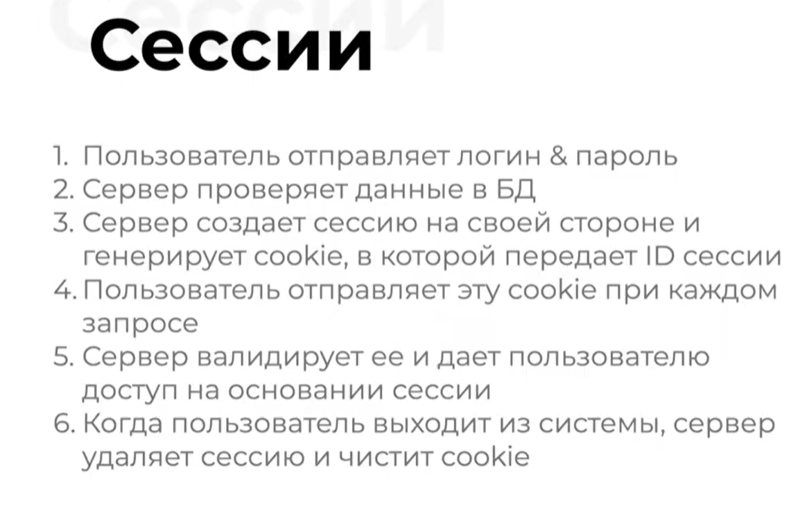 Сессии
1. Пользователь отправляет логин & пароль
2. Сервер проверяет данные в БД
3. Сервер создает сессию на своей стороне и
генерирует cookie, в которой передает ID сессии
4. Пользователь отправляет эту cookie при каждом
запросе
5. Сервер валидирует ее и дает пользователю
доступ на основании сессии
6. Когда пользователь выходит из системы, сервер
удаляет сессию и чистит cookie